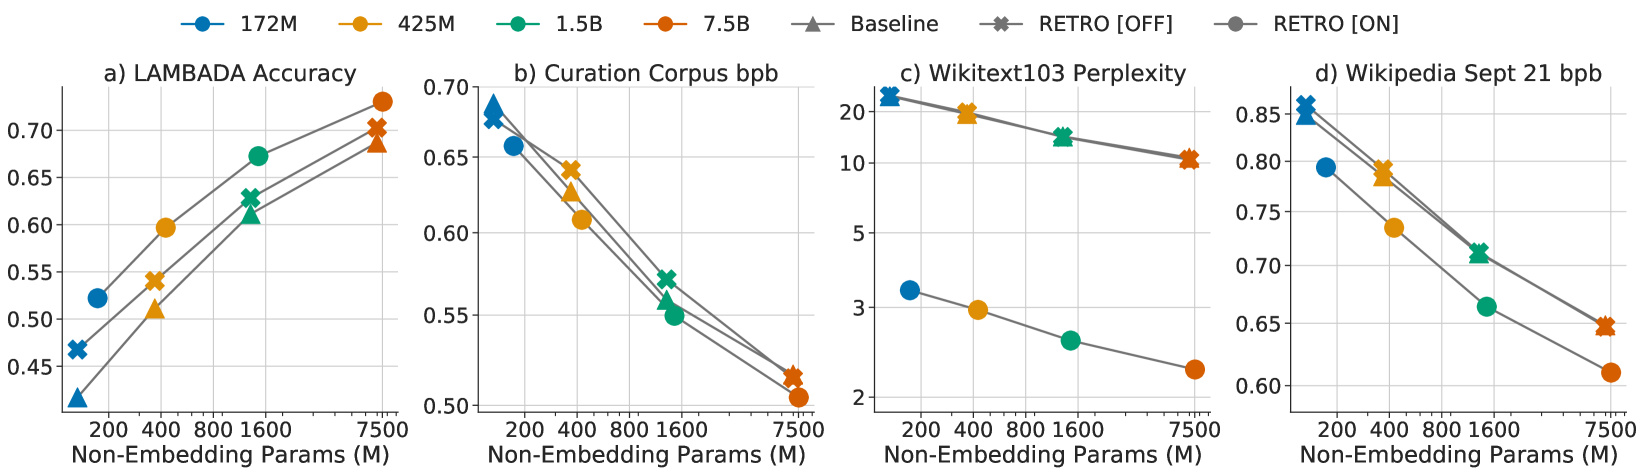 172M 425M 1.5B 7.5B Baseline RETRO [OFF] RETRO [ON]
a) LAMBADA Accuracy
0.70
0.65
0.60
0.55
0.50
0.45
200 400 800 1600 7500
Non-Embedding Params (M)
b) Curation Corpus bpb
0.70
0.65
0.60
0.55
0.50
200 400 800 1600 7500
Non-Embedding Params (M)
c) Wikitext103 Perplexity
20
10
5
3
2
200 400 800 1600 7500
Non-Embedding Params (M)
d) Wikipedia Sept 21 bpb
0.85
0.80
0.75
0.70
0.65
0.60
200 400 800 1600 7500
Non-Embedding Params (M)